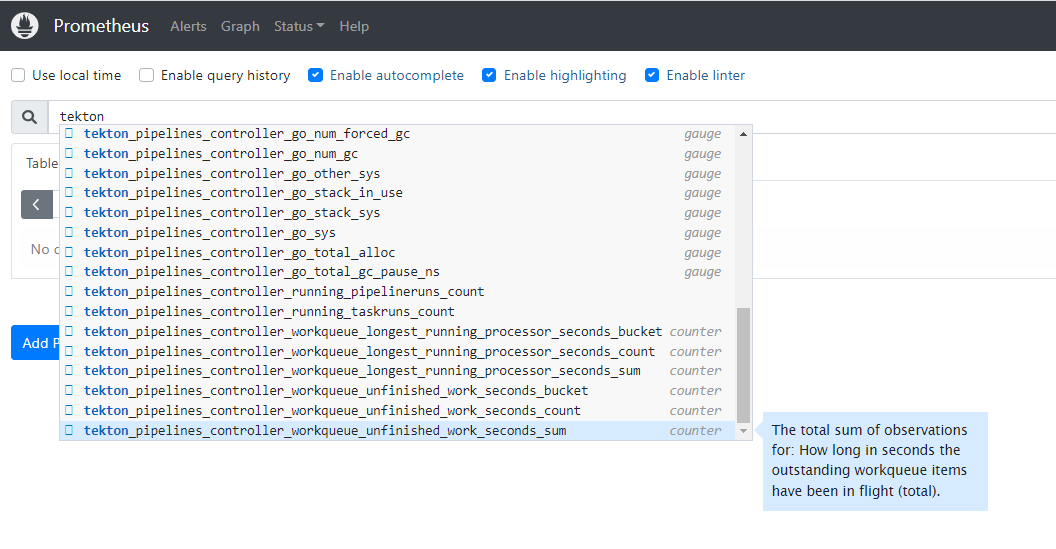 Prometheus Alerts Graph Status Help
Use local time Enable query history Enable autocomplete Enable highlighting Enable linter
tekton
tekton_pipelines_controller_go_num_forced_gc gauge
Table
tekton_pipelines_controller_go_num_gc gauge
tekton_pipelines_controller_go_other_sys gauge
tekton_pipelines_controller_go_stack_in_use gauge
tekton_pipelines_controller_go_stack_sys gauge
tekton_pipelines_controller_go_sys gauge
No
tekton_pipelines_controller_go_total_alloc gauge
tekton_pipelines_controller_go_total_gc_pause_ns gauge
tekton_pipelines_controller_running_pipelineruns_count
tekton_pipelines_controller_running_taskruns_count
tekton_pipelines_controller_workqueue_longest_running_processor_seconds_bucket counter
Add P
tekton_pipelines_controller_workqueue_longest_running_processor_seconds_count counter
tekton_pipelines_controller_workqueue_longest_running_processor_seconds_sum counter
tekton_pipelines_controller_workqueue_unfinished_work_seconds_bucket counter
tekton_pipelines_controller_workqueue_unfinished_work_seconds_count counter
tekton_pipelines_controller_workqueue_unfinished_work_seconds_sum counter
The total sum of observations
for: How long in seconds the
outstanding workqueue items
have been in flight (total).